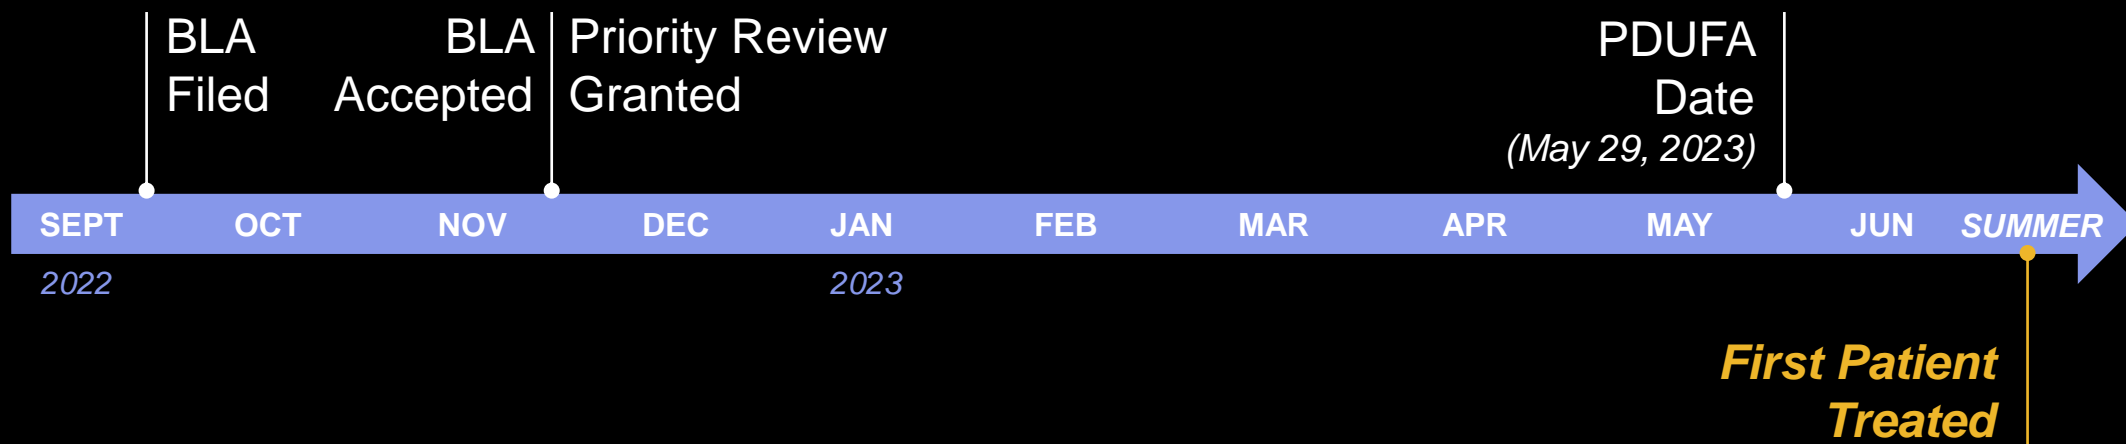 BLA
Filed
BLA
Accepted
Priority Review
Granted
PDUFA
Date
(May 29, 2023)
SEPT OCT NOV DEC JAN FEB MAR APR MAY JUN SUMMER
2022 2023
First Patient
Treated